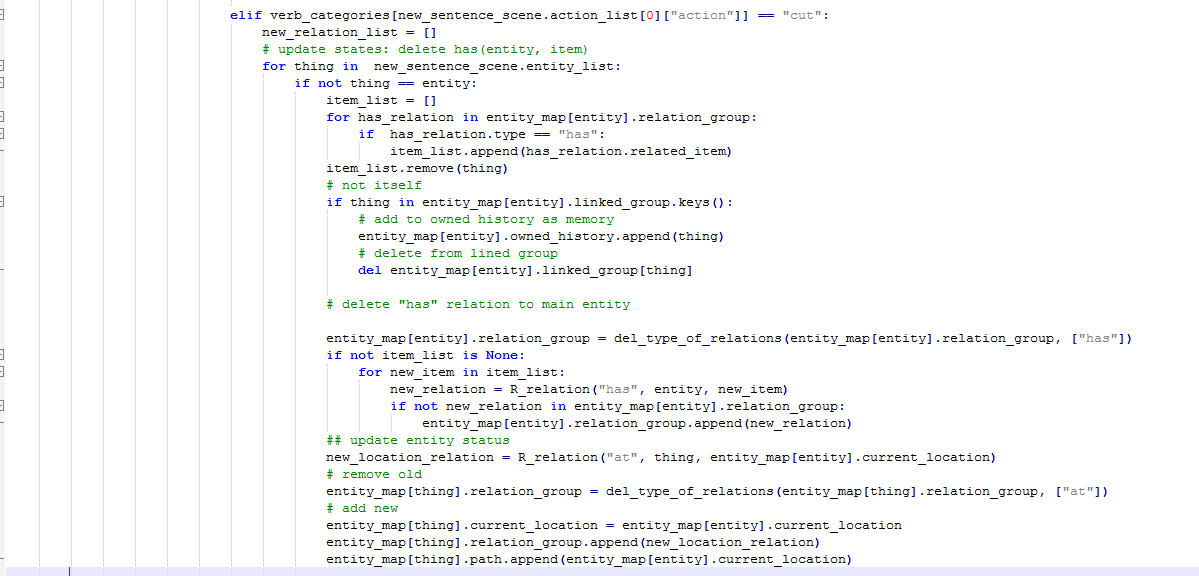 elif verb_categories[new_sentence_scene.action_list[0]["action"]] == "cut":
    new_relation_list = []
    # update states: delete has(entity, item)
    for thing in  new_sentence_scene.entity_list:
        if not thing == entity:
            item_list = []
            for has_relation in entity_map[entity].relation_group:
                if  has_relation.type == "has":
                    item_list.append(has_relation.related_item)
            item_list.remove(thing)
            # not itself
            if thing in entity_map[entity].linked_group.keys():
                # add to owned history as memory
                entity_map[entity].owned_history.append(thing)
                # delete from lined group
                del entity_map[entity].linked_group[thing]
            # delete "has" relation to main entity
            entity_map[entity].relation_group = del_type_of_relations(entity_map[entity].relation_group, ["has"])
            if not item_list is None:
                for new_item in item_list:
                    new_relation = R_relation("has", entity, new_item)
                    if not new_relation in entity_map[entity].relation_group:
                        entity_map[entity].relation_group.append(new_relation)
            ## update entity status
            new_location_relation = R_relation("at", thing, entity_map[entity].current_location)
            # remove old
            entity_map[thing].relation_group = del_type_of_relations(entity_map[thing].relation_group, ["at"])
            # add new
            entity_map[thing].current_location = entity_map[entity].current_location
            entity_map[thing].relation_group.append(new_location_relation)
            entity_map[thing].path.append(entity_map[entity].current_location)